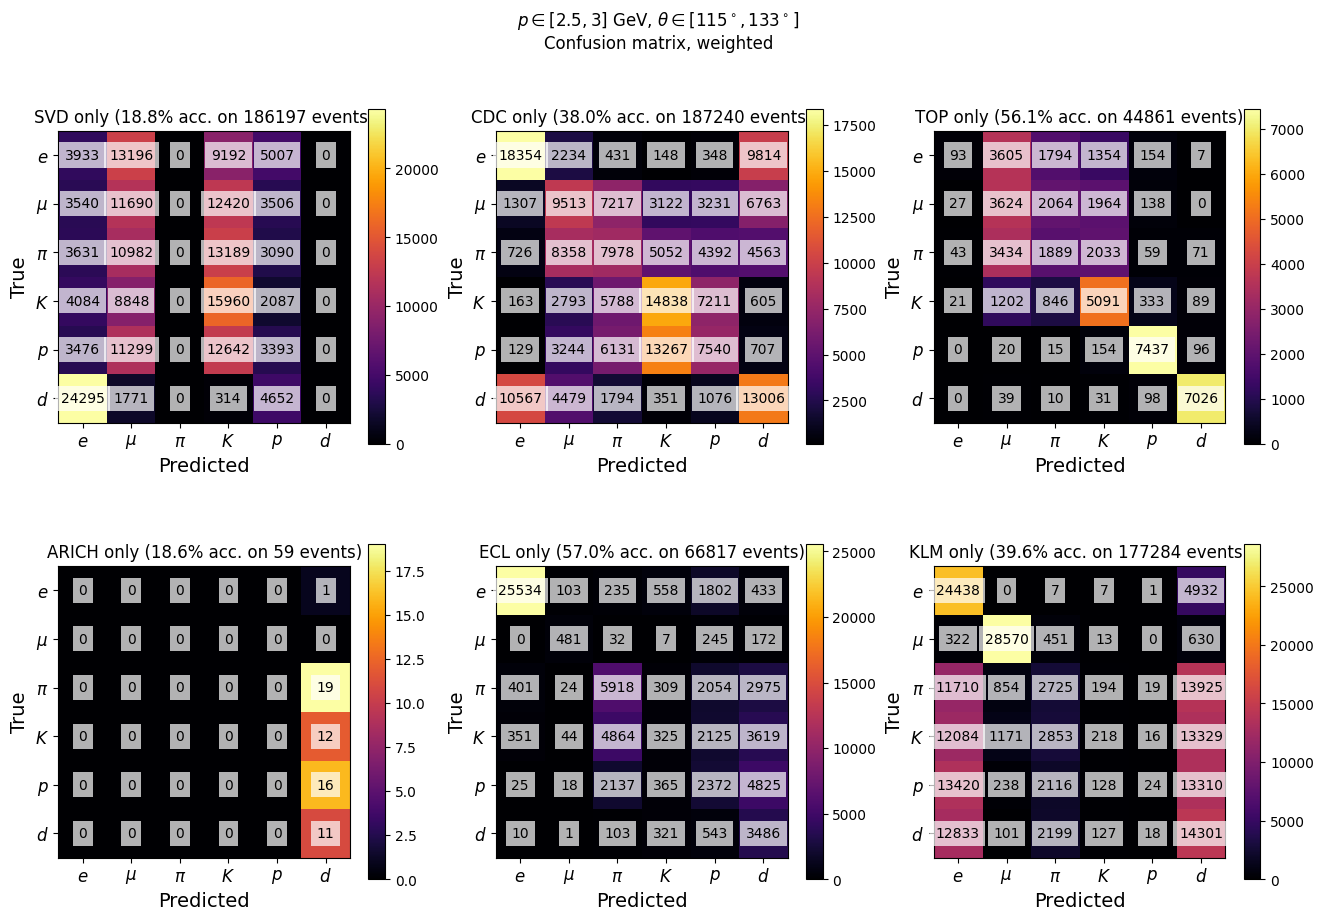 p ∈ [2.5, 3] GeV, θ ∈ [115°, 133°]
Confusion matrix, weighted
SVD only (18.8% acc. on 186197 events
True
e 3933 13196 0 9192 5007 0
μ 3540 11690 0 12420 3506 0
π 3631 10982 0 13189 3090 0
K 4084 8848 0 15960 2087 0
p 3476 11299 0 12642 3393 0
d 24295 1771 0 314 4652 0
e μ π K p d
Predicted
20000
15000
10000
5000
0
CDC only (38.0% acc. on 187240 events
True
e 18354 2234 431 148 348 9814
μ 1307 9513 7217 3122 3231 6763
π 726 8358 7978 5052 4392 4563
K 163 2793 5788 14838 7211 605
p 129 3244 6131 13267 7540 707
d 10567 4479 1794 351 1076 13006
e μ π K p d
Predicted
17500
15000
12500
10000
7500
5000
2500
TOP only (56.1% acc. on 44861 events)
True
e 93 3605 1794 1354 154 7
μ 27 3624 2064 1964 138 0
π 43 3434 1889 2033 59 71
K 21 1202 846 5091 333 89
p 0 20 15 154 7437 96
d 0 39 10 31 98 7026
e μ π K p d
Predicted
7000
6000
5000
4000
3000
2000
1000
0
ARICH only (18.6% acc. on 59 events)
True
e 0 0 0 0 0 1
μ 0 0 0 0 0 0
π 0 0 0 0 0 19
K 0 0 0 0 0 12
p 0 0 0 0 0 16
d 0 0 0 0 0 11
e μ π K p d
Predicted
17.5
15.0
12.5
10.0
7.5
5.0
2.5
0.0
ECL only (57.0% acc. on 66817 events)
True
e 25534 103 235 558 1802 433
μ 0 481 32 7 245 172
π 401 24 5918 309 2054 2975
K 351 44 4864 325 2125 3619
p 25 18 2137 365 2372 4825
d 10 1 103 321 543 3486
e μ π K p d
Predicted
25000
20000
15000
10000
5000
0
KLM only (39.6% acc. on 177284 events
True
e 24438 0 7 7 1 4932
μ 322 28570 451 13 0 630
π 11710 854 2725 194 19 13925
K 12084 1171 2853 218 16 13329
p 13420 238 2116 128 24 13310
d 12833 101 2199 127 18 14301
e μ π K p d
Predicted
25000
20000
15000
10000
5000
0